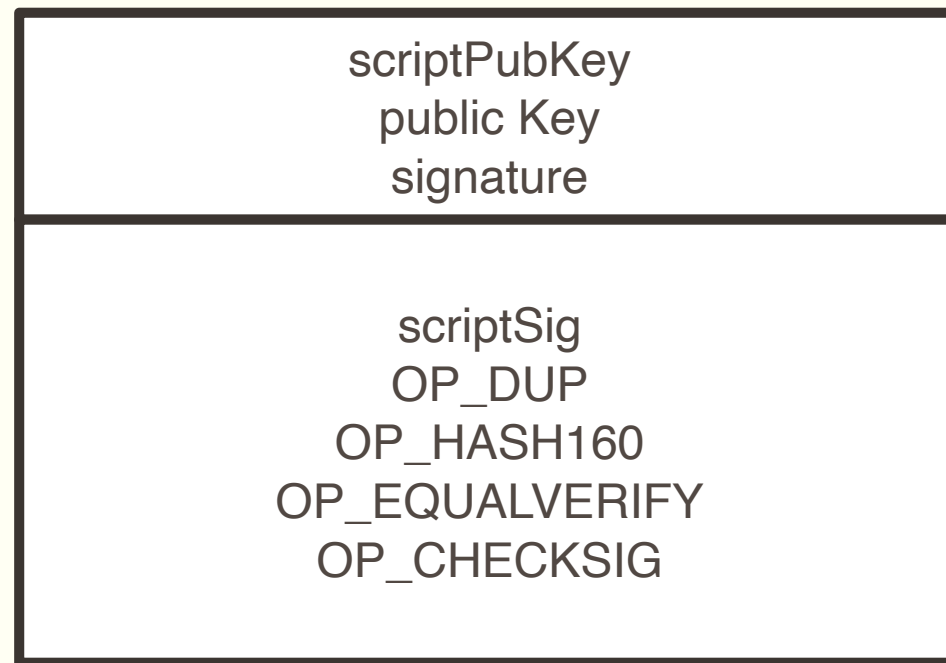 scriptPubKey
public Key
signature
scriptSig
OP_DUP
OP_HASH160
OP_EQUALVERIFY
OP_CHECKSIG